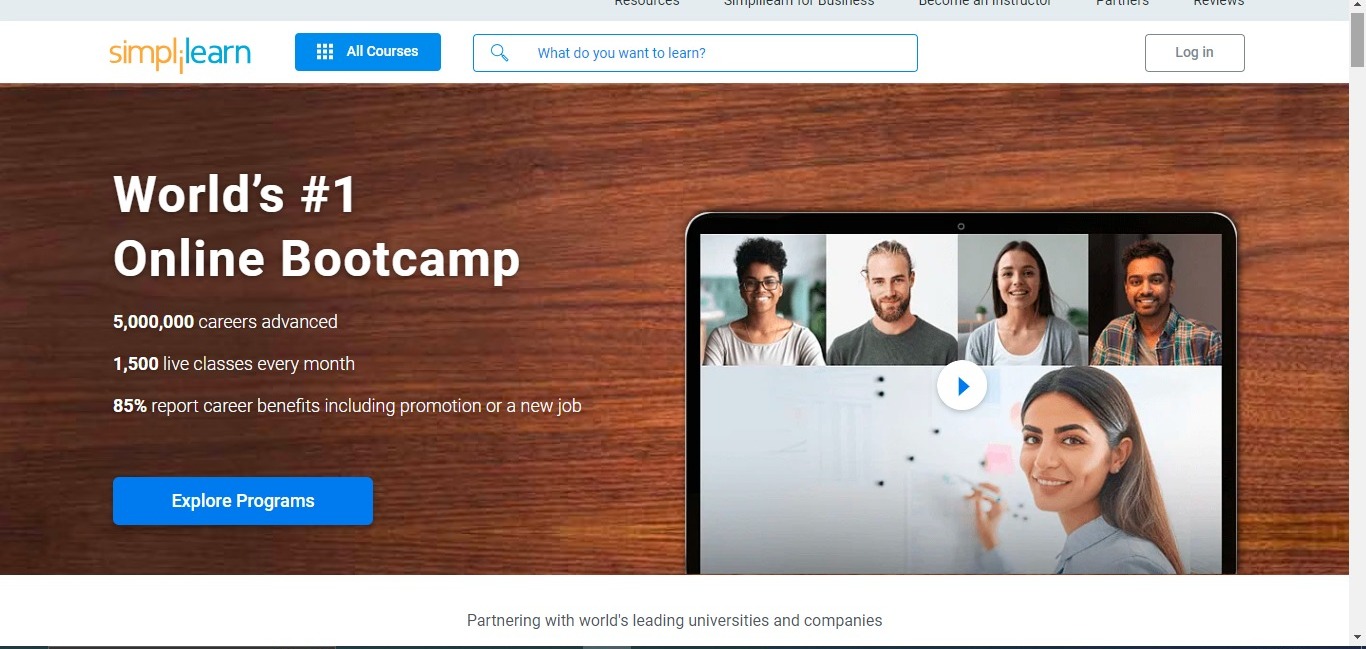 Resources Simplilearn for Business Become an Instructor Partners Reviews
simplilearn All Courses What do you want to learn? Log in
World’s #1
Online Bootcamp
5,000,000 careers advanced
1,500 live classes every month
85% report career benefits including promotion or a new job
Explore Programs
Partnering with world's leading universities and companies